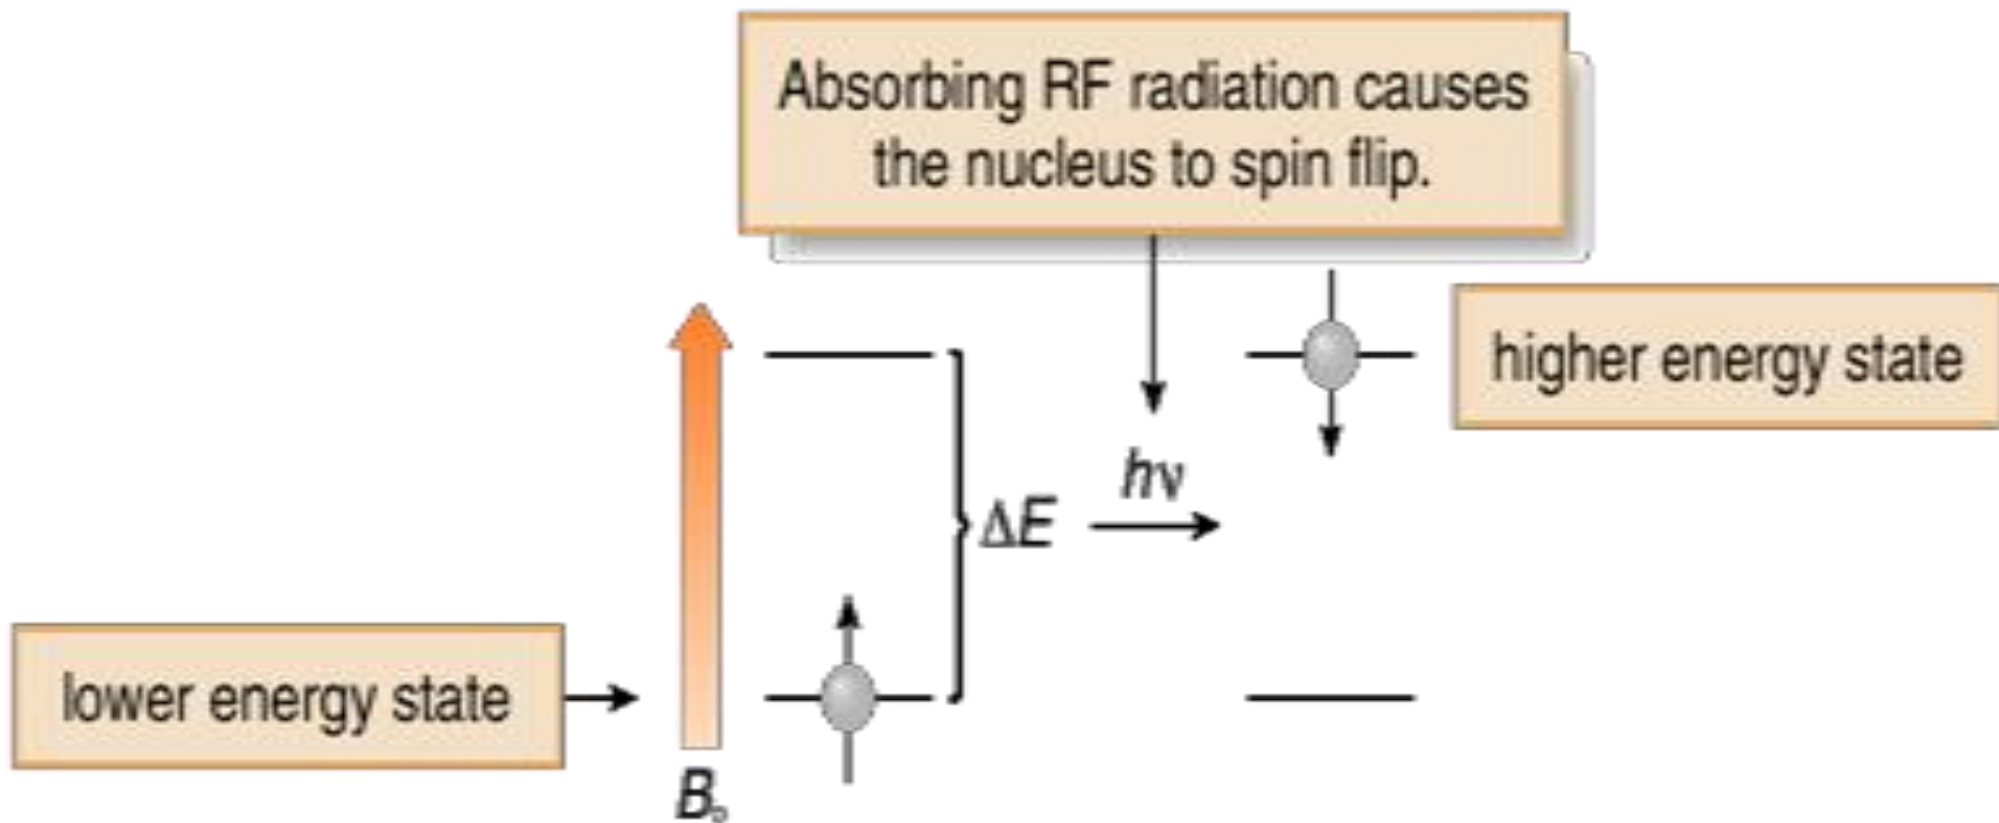 Absorbing RF radiation causes
the nucleus to spin flip.
higher energy state
hν
ΔE
lower energy state
B₀